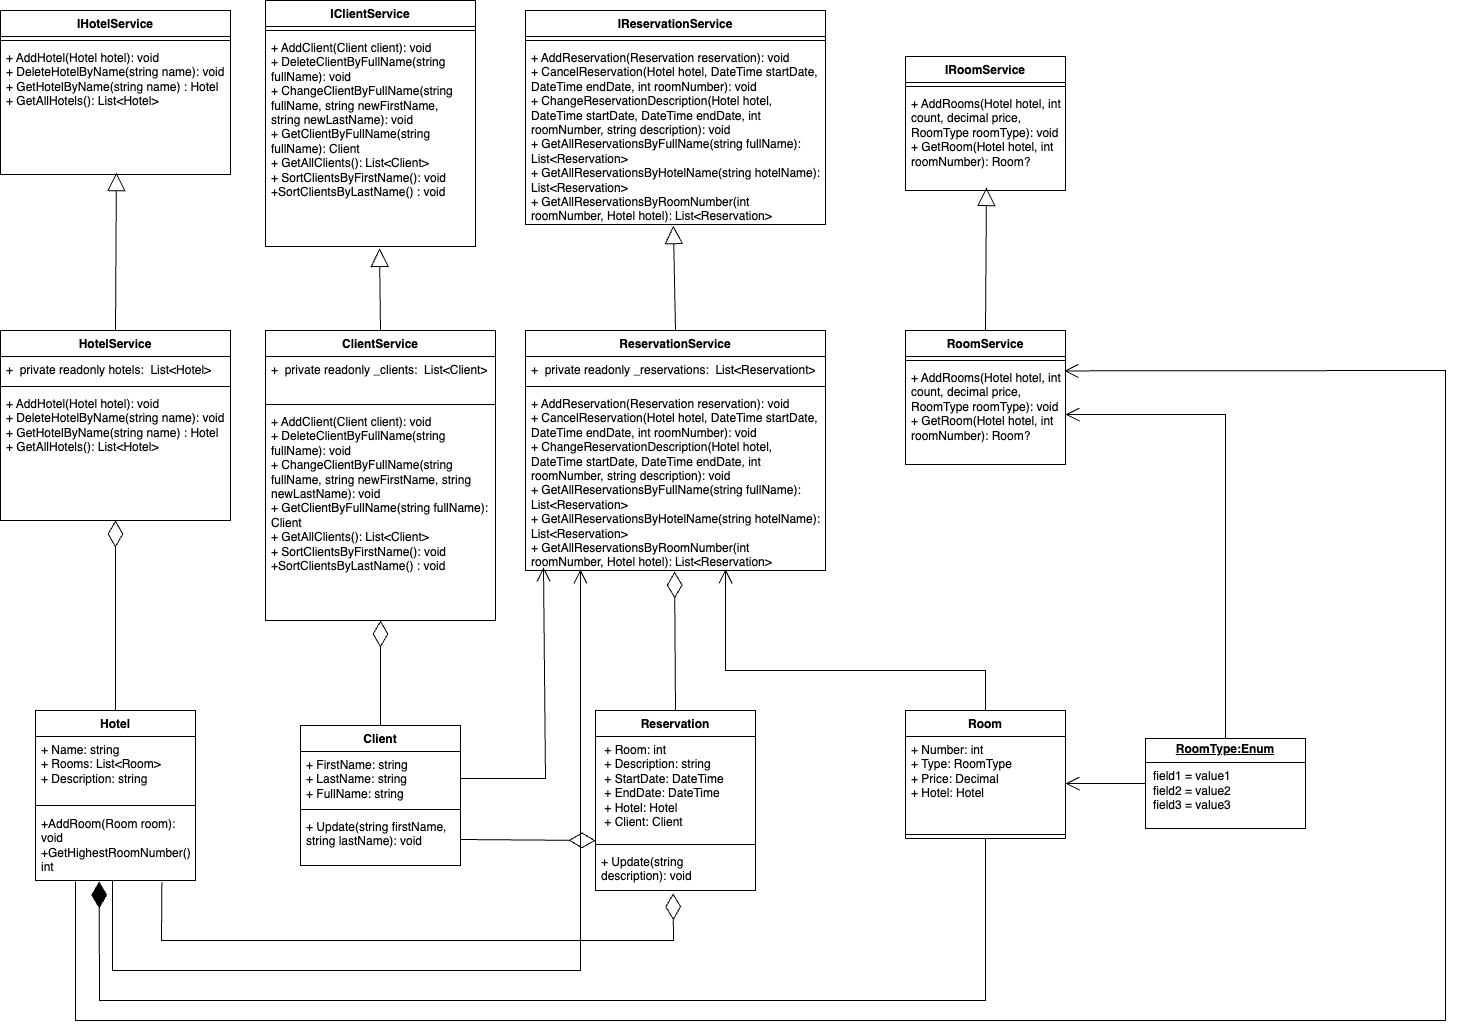 IHotelService
+ AddHotel(Hotel hotel): void
+ DeleteHotelByName(string name): void
+ GetHotelByName(string name) : Hotel
+ GetAllHotels(): List<Hotel>
IClientService
+ AddClient(Client client): void
+ DeleteClientByFullName(string
fullName): void
+ ChangeClientByFullName(string
fullName, string newFirstName,
string newLastName): void
+ GetClientByFullName(string
fullName): Client
+ GetAllClients(): List<Client>
+ SortClientsByFirstName(): void
+SortClientsByLastName() : void
IReservationService
+ AddReservation(Reservation reservation): void
+ CancelReservation(Hotel hotel, DateTime startDate,
DateTime endDate, int roomNumber): void
+ ChangeReservationDescription(Hotel hotel,
DateTime startDate, DateTime endDate, int
roomNumber, string description): void
+ GetAllReservationsByFullName(string fullName):
List<Reservation>
+ GetAllReservationsByHotelName(string hotelName):
List<Reservation>
+ GetAllReservationsByRoomNumber(int
roomNumber, Hotel hotel): List<Reservation>
IRoomService
+ AddRooms(Hotel hotel, int
count, decimal price,
RoomType roomType): void
+ GetRoom(Hotel hotel, int
roomNumber): Room?
HotelService
+ private readonly hotels: List<Hotel>
+ AddHotel(Hotel hotel): void
+ DeleteHotelByName(string name): void
+ GetHotelByName(string name) : Hotel
+ GetAllHotels(): List<Hotel>
ClientService
+ private readonly _clients: List<Client>
+ AddClient(Client client): void
+ DeleteClientByFullName(string
fullName): void
+ ChangeClientByFullName(string
fullName, string newFirstName, string
newLastName): void
+ GetClientByFullName(string fullName):
Client
+ GetAllClients(): List<Client>
+ SortClientsByFirstName(): void
+SortClientsByLastName() : void
ReservationService
+ private readonly _reservations: List<Reservationt>
+ AddReservation(Reservation reservation): void
+ CancelReservation(Hotel hotel, DateTime startDate,
DateTime endDate, int roomNumber): void
+ ChangeReservationDescription(Hotel hotel,
DateTime startDate, DateTime endDate, int
roomNumber, string description): void
+ GetAllReservationsByFullName(string fullName):
List<Reservation>
+ GetAllReservationsByHotelName(string hotelName):
List<Reservation>
+ GetAllReservationsByRoomNumber(int
roomNumber, Hotel hotel): List<Reservation>
RoomService
+ AddRooms(Hotel hotel, int
count, decimal price,
RoomType roomType): void
+ GetRoom(Hotel hotel, int
roomNumber): Room?
Hotel
+ Name: string
+ Rooms: List<Room>
+ Description: string
+AddRoom(Room room):
void
+GetHighestRoomNumber()
int
Client
+ FirstName: string
+ LastName: string
+ FullName: string
+ Update(string firstName,
string lastName): void
Reservation
+ Room: int
+ Description: string
+ StartDate: DateTime
+ EndDate: DateTime
+ Hotel: Hotel
+ Client: Client
+ Update(string
description): void
Room
+ Number: int
+ Type: RoomType
+ Price: Decimal
+ Hotel: Hotel
RoomType:Enum
field1 = value1
field2 = value2
field3 = value3